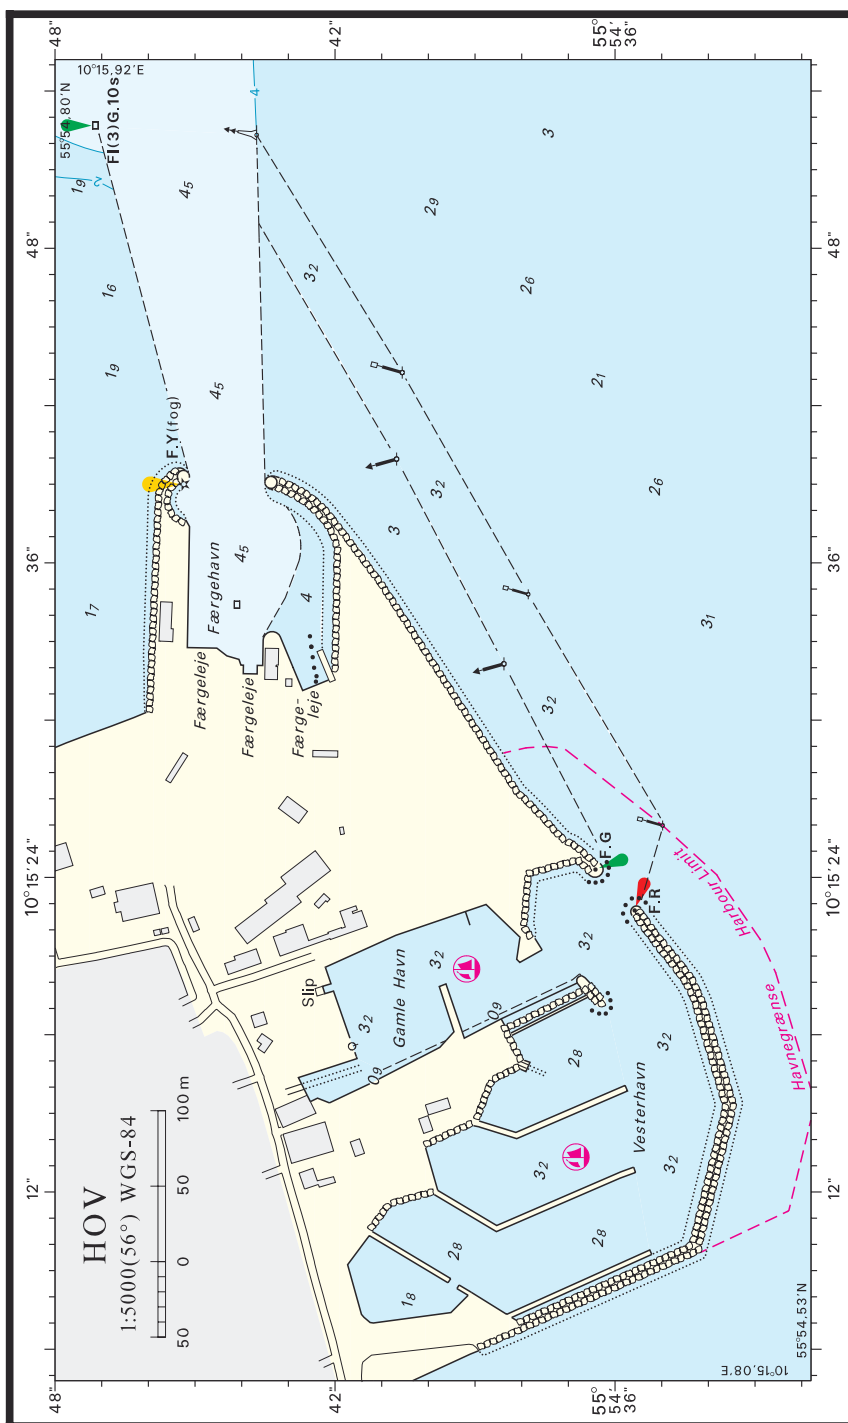 HOV
1:5000(56°) WGS-84
50 0 50 100 m
48"
42"
55°
54'
36"
55°54,80'N
10°15,92'E
Fl(3)G.10s
48"
36"
10°15'24"
12"
48"
36"
10°15'24"
12"
48"
42"
55°
54'
36"
55°54,53'N
10°15,08'E
F.Y(fog)
Færgehavn
Færgeleje
Færgeleje
Færge-
leje
Slip
Gamle Havn
Vesterhavn
F.G
F.R
Harbour Limit
Havnegrænse
19
2
4
45
16
19
45
17
45
4
32
29
3
26
21
32
3
26
31
32
32
32
32
09
09
28
32
32
32
28
28
18